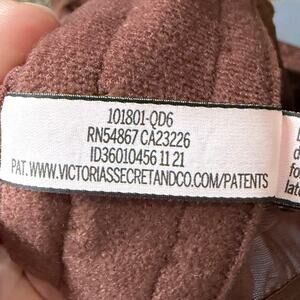 101801-QD6
RN54867 CA23226
ID36010456 11 21
PAT. WWW.VICTORIASSECRETANDCO.COM/PATENTS